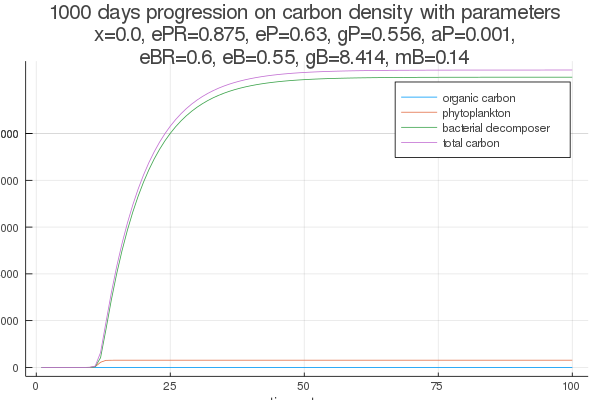 1000 days progression on carbon density with parameters
x=0.0, ePR=0.875, eP=0.63, gP=0.556, aP=0.001,
eBR=0.6, eB=0.55, gB=8.414, mB=0.14
organic carbon
phytoplankton
bacterial decomposer
total carbon
0
0 25 50 75 100